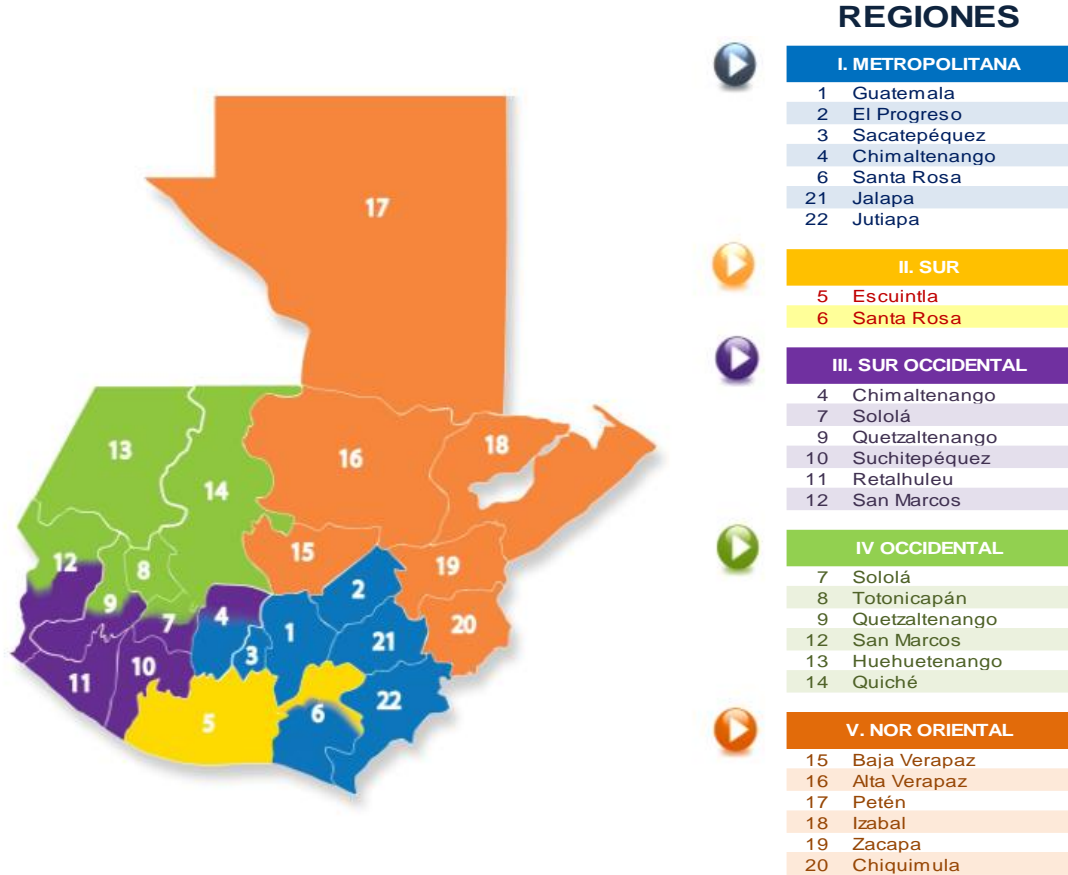 REGIONES
I. METROPOLITANA
1 Guatemala
2 El Progreso
3 Sacatepéquez
4 Chimaltenango
6 Santa Rosa
21 Jalapa
22 Jutiapa
II. SUR
5 Escuintla
6 Santa Rosa
III. SUR OCCIDENTAL
4 Chimaltenango
7 Sololá
9 Quetzaltenango
10 Suchitepéquez
11 Retalhuleu
12 San Marcos
IV OCCIDENTAL
7 Sololá
8 Totonicapán
9 Quetzaltenango
12 San Marcos
13 Huehuetenango
14 Quiché
V. NOR ORIENTAL
15 Baja Verapaz
16 Alta Verapaz
17 Petén
18 Izabal
19 Zacapa
20 Chiquimula
17
13
18
16
14
15
12
8
19
2
9
4
7
20
1
21
3
10
11
22
6
5